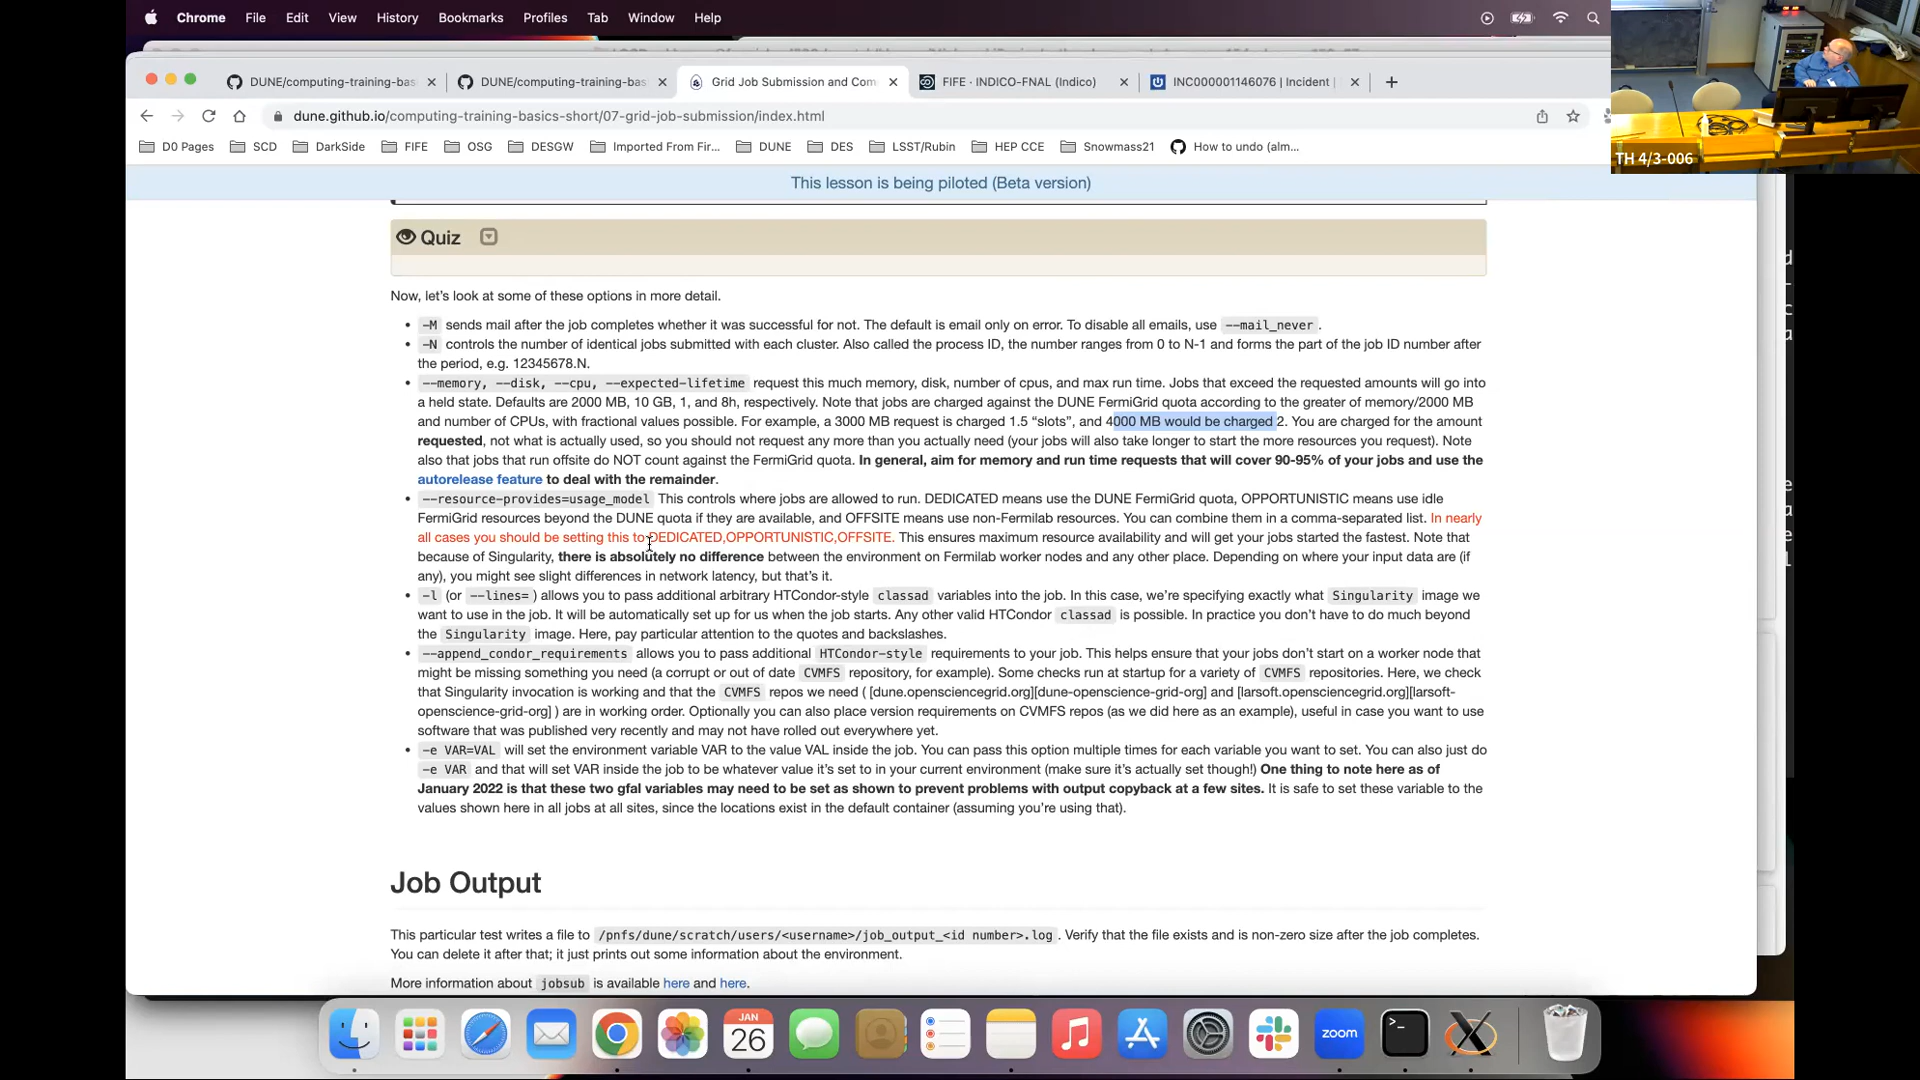 Chrome File Edit View History Bookmarks Profiles Tab Window Help
DUNE/computing-training-bas
DUNE/computing-training-bas
Grid Job Submission and Com
FIFE · INDICO-FNAL (Indico)
INC000001146076 | Incident |
dune.github.io/computing-training-basics-short/07-grid-job-submission/index.html
D0 Pages SCD DarkSide FIFE OSG DESGW Imported From Fir... DUNE DES LSST/Rubin HEP CCE Snowmass21 How to undo (alm...
TH 4/3-006
This lesson is being piloted (Beta version)
Quiz
Now, let's look at some of these options in more detail.
• -M sends mail after the job completes whether it was successful for not. The default is email only on error. To disable all emails, use --mail_never.
• -N controls the number of identical jobs submitted with each cluster. Also called the process ID, the number ranges from 0 to N-1 and forms the part of the job ID number after
the period, e.g. 12345678.N.
• --memory, --disk, --cpu, --expected-lifetime request this much memory, disk, number of cpus, and max run time. Jobs that exceed the requested amounts will go into
a held state. Defaults are 2000 MB, 10 GB, 1, and 8h, respectively. Note that jobs are charged against the DUNE FermiGrid quota according to the greater of memory/2000 MB
and number of CPUs, with fractional values possible. For example, a 3000 MB request is charged 1.5 “slots”, and 4000 MB would be charged 2. You are charged for the amount
requested, not what is actually used, so you should not request any more than you actually need (your jobs will also take longer to start the more resources you request). Note
also that jobs that run offsite do NOT count against the FermiGrid quota. In general, aim for memory and run time requests that will cover 90-95% of your jobs and use the
autorelease feature to deal with the remainder.
• --resource-provides=usage_model This controls where jobs are allowed to run. DEDICATED means use the DUNE FermiGrid quota, OPPORTUNISTIC means use idle
FermiGrid resources beyond the DUNE quota if they are available, and OFFSITE means use non-Fermilab resources. You can combine them in a comma-separated list. In nearly
all cases you should be setting this to DEDICATED,OPPORTUNISTIC,OFFSITE. This ensures maximum resource availability and will get your jobs started the fastest. Note that
because of Singularity, there is absolutely no difference between the environment on Fermilab worker nodes and any other place. Depending on where your input data are (if
any), you might see slight differences in network latency, but that's it.
• -l (or --lines= ) allows you to pass additional arbitrary HTCondor-style classad variables into the job. In this case, we're specifying exactly what Singularity image we
want to use in the job. It will be automatically set up for us when the job starts. Any other valid HTCondor classad is possible. In practice you don't have to do much beyond
the Singularity image. Here, pay particular attention to the quotes and backslashes.
• --append_condor_requirements allows you to pass additional HTCondor-style requirements to your job. This helps ensure that your jobs don't start on a worker node that
might be missing something you need (a corrupt or out of date CVMFS repository, for example). Some checks run at startup for a variety of CVMFS repositories. Here, we check
that Singularity invocation is working and that the CVMFS repos we need ( [dune.opensciencegrid.org][dune-openscience-grid-org] and [larsoft.opensciencegrid.org][larsoft-
openscience-grid-org] ) are in working order. Optionally you can also place version requirements on CVMFS repos (as we did here as an example), useful in case you want to use
software that was published very recently and may not have rolled out everywhere yet.
• -e VAR=VAL will set the environment variable VAR to the value VAL inside the job. You can pass this option multiple times for each variable you want to set. You can also just do
-e VAR and that will set VAR inside the job to be whatever value it's set to in your current environment (make sure it's actually set though!) One thing to note here as of
January 2022 is that these two gfal variables may need to be set as shown to prevent problems with output copyback at a few sites. It is safe to set these variable to the
values shown here in all jobs at all sites, since the locations exist in the default container (assuming you're using that).
Job Output
This particular test writes a file to /pnfs/dune/scratch/users/<username>/job_output_<id number>.log. Verify that the file exists and is non-zero size after the job completes.
You can delete it after that; it just prints out some information about the environment.
More information about jobsub is available here and here.
JAN
26
zoom